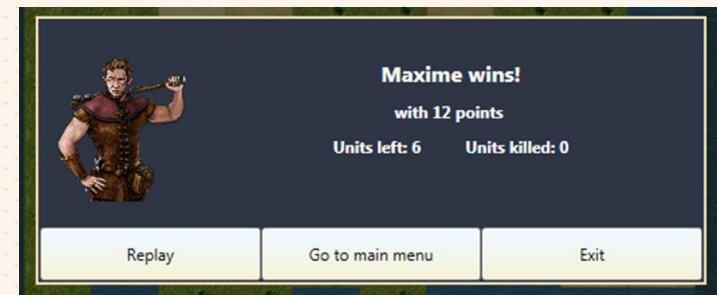 Maxime wins!
with 12 points
Units left: 6 Units killed: 0
Replay Go to main menu Exit